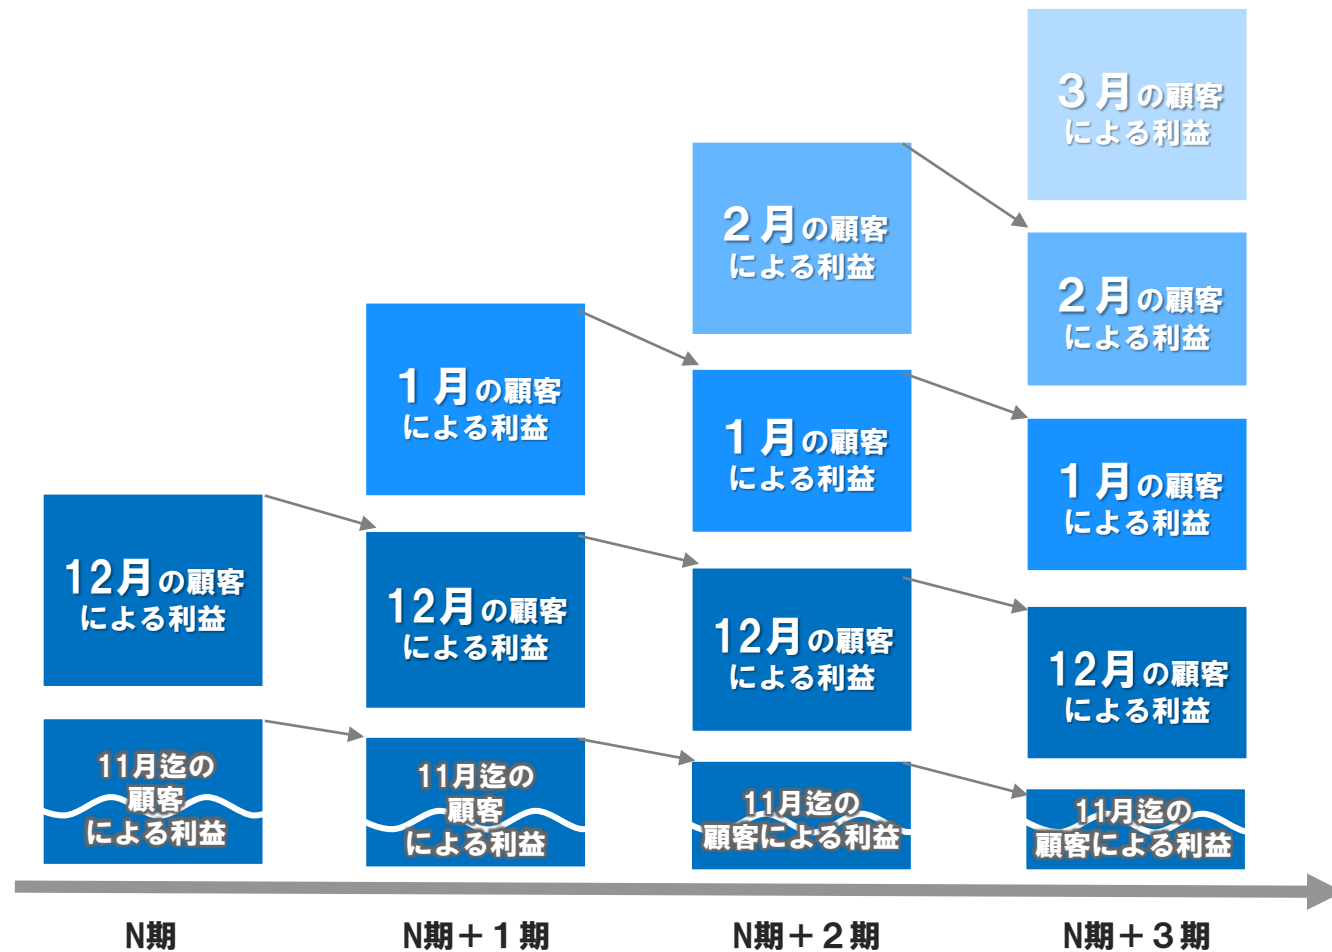 12月の顧客
による利益
11月迄の
顧客
による利益
N期
１月の顧客
による利益
12月の顧客
による利益
11月迄の
顧客
による利益
N期＋１期
２月の顧客
による利益
１月の顧客
による利益
12月の顧客
による利益
11月迄の
顧客による利益
N期＋２期
３月の顧客
による利益
２月の顧客
による利益
１月の顧客
による利益
12月の顧客
による利益
11月迄の
顧客による利益
N期＋３期